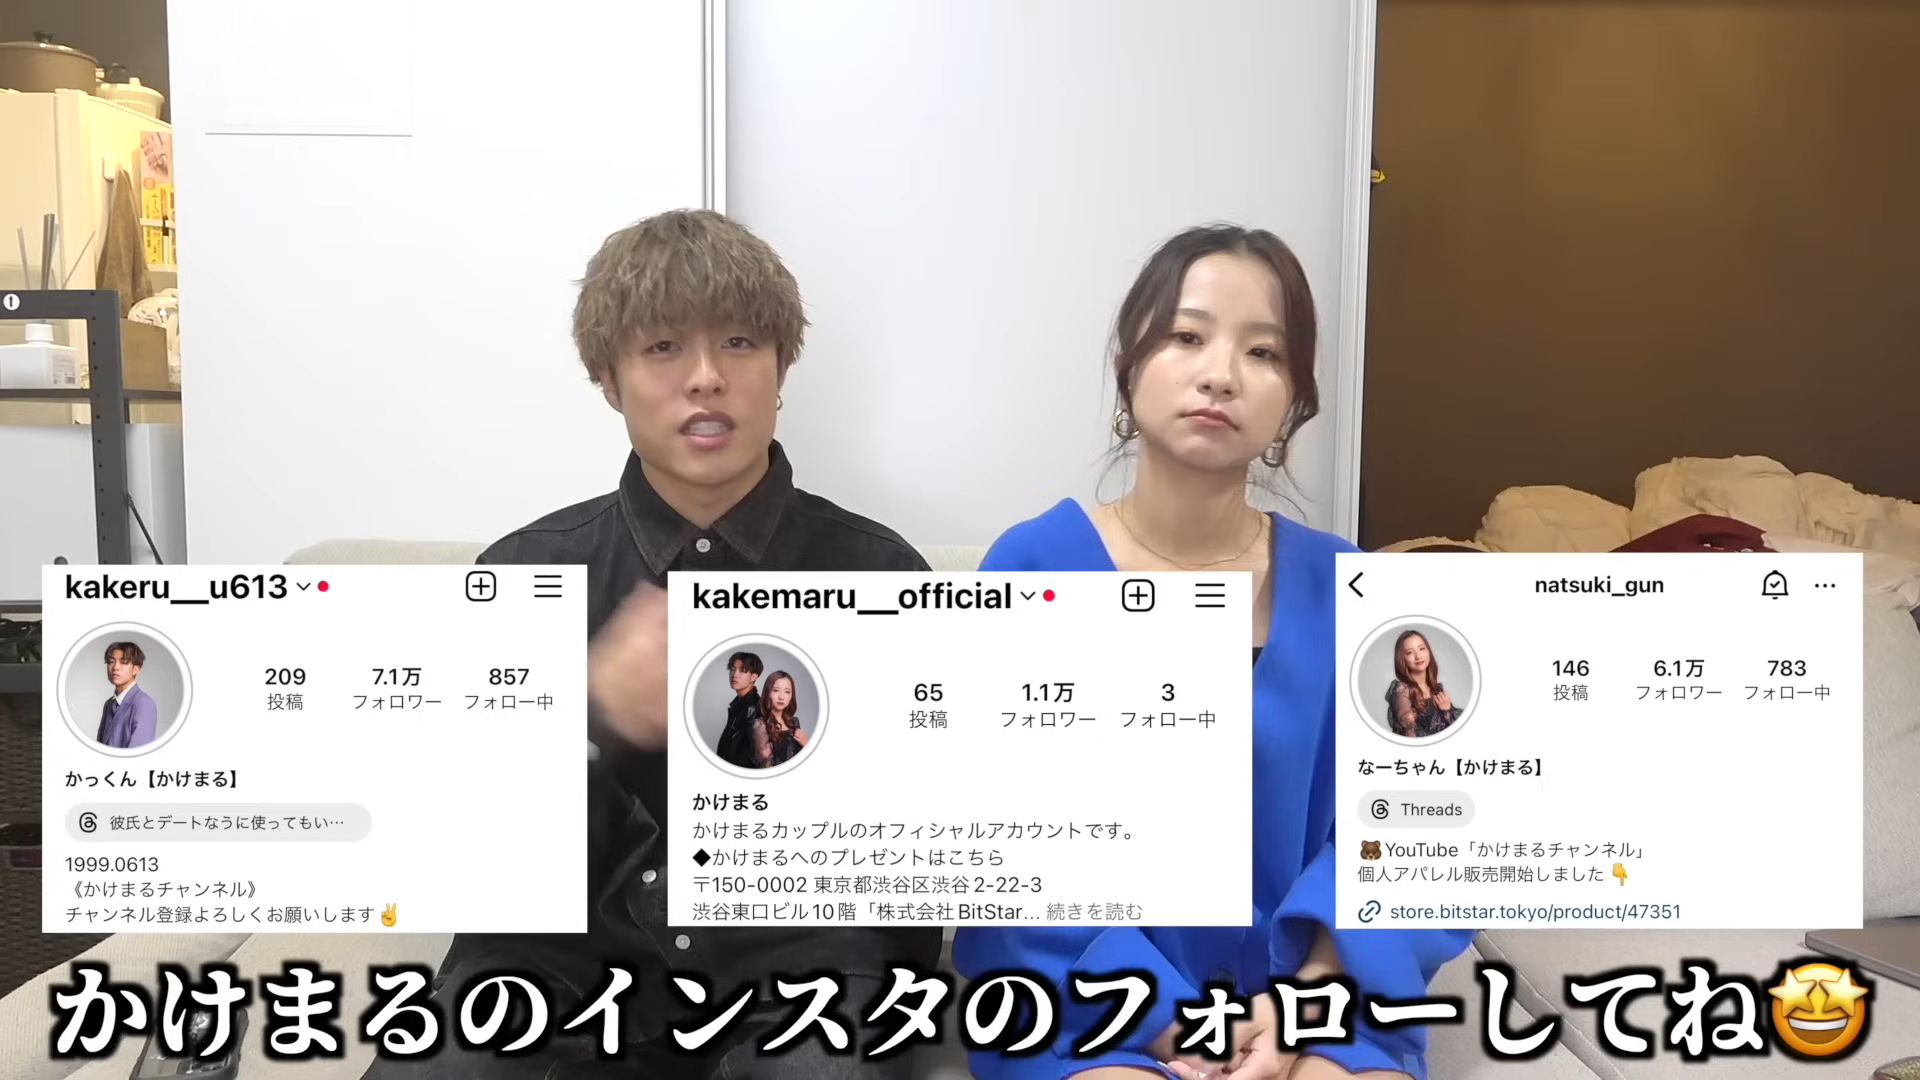 kakeru__u613
209
7.1万
857
投稿
フォロワー
フォロー中
かっくん【かけまる】
彼氏とデートなうに使ってもい…
1999.0613
《かけまるチャンネル》
チャンネル登録よろしくお願いします✌️
kakemaru__official
65
1.1万
3
投稿
フォロワー
フォロー中
かけまる
かけまるカップルのオフィシャルアカウントです。
◆かけまるへのプレゼントはこちら
〒150-0002 東京都渋谷区渋谷2-22-3
渋谷東口ビル10階「株式会社BitStar... 続きを読む
natsuki_gun
146
6.1万
783
投稿
フォロワー
フォロー中
なーちゃん【かけまる】
Threads
🐻YouTube「かけまるチャンネル」
個人アパレル販売開始しました👇
store.bitstar.tokyo/product/47351
かけまるのインスタのフォローしてね🤩